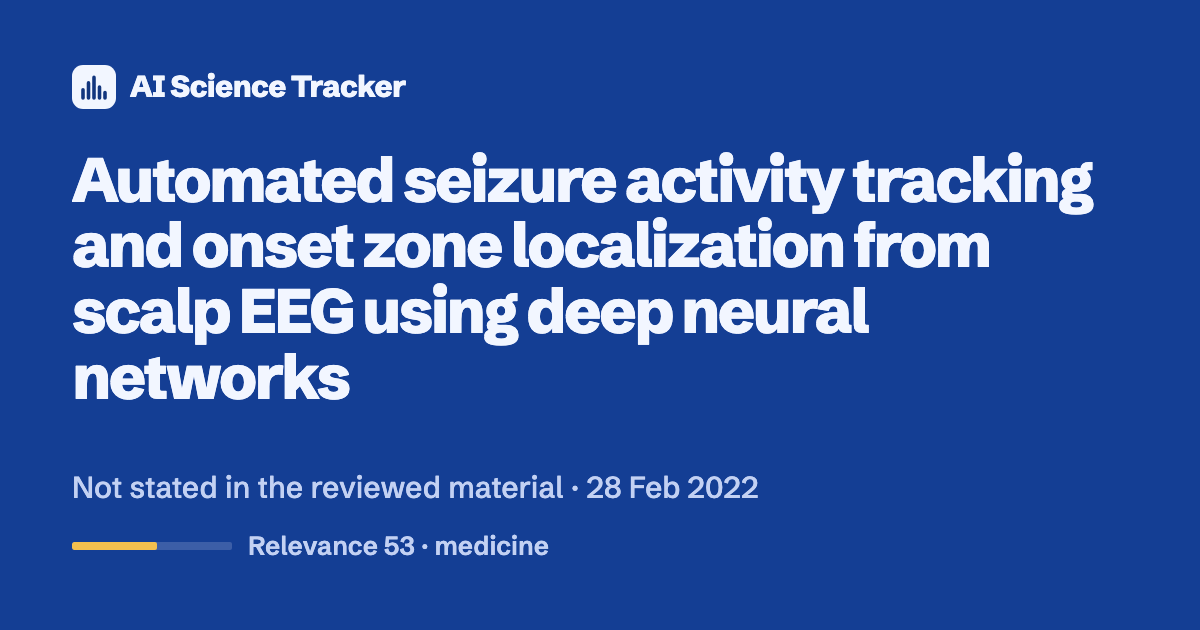 AI Science Tracker
Automated seizure activity tracking
and onset zone localization from
scalp EEG using deep neural
networks
Not stated in the reviewed material · 28 Feb 2022
Relevance 53 · medicine